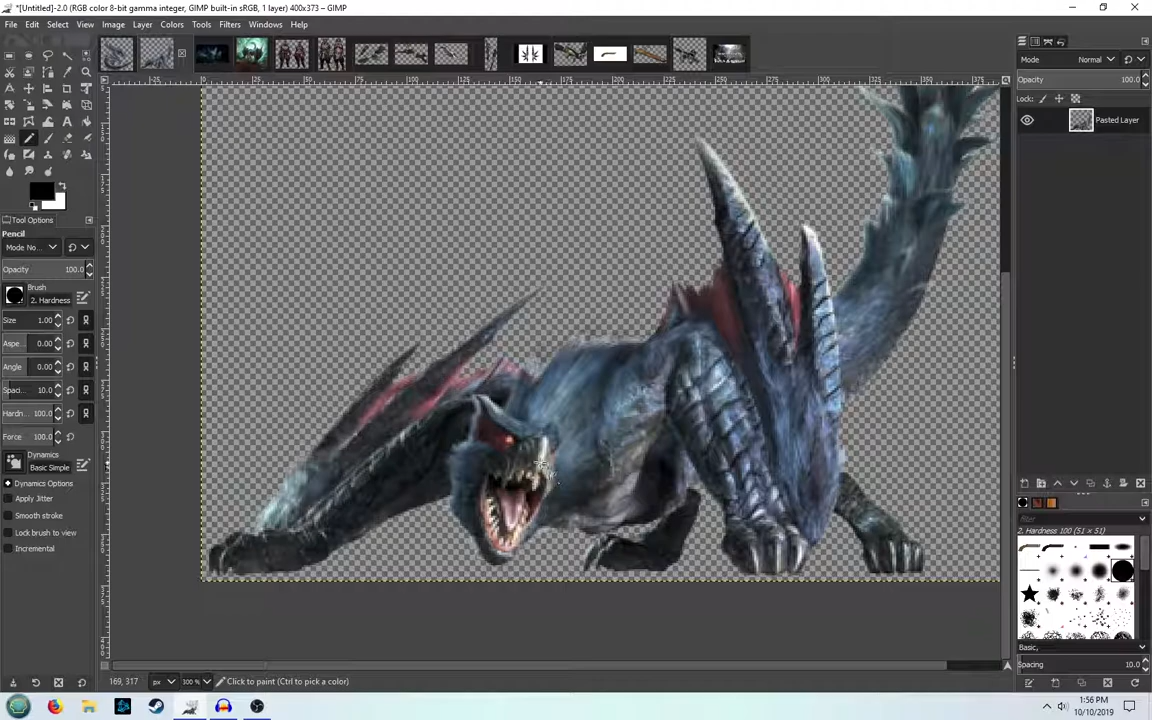 *[Untitled]-2.0 (RGB color 8-bit gamma integer, GIMP built-in sRGB, 1 layer) 400x373 – GIMP
File Edit Select View Image Layer Colors Tools Filters Windows Help
Mode Normal
Opacity 100.0
Lock:
Pasted Layer
Tool Options
Pencil
Mode No...
Opacity 100.0
Brush
2. Hardness
Size 1.00
Aspe... 0.00
Angle 0.00
Spaci... 10.0
Hardn... 100.0
Force 100.0
Dynamics
Basic Simple
Dynamics Options
Apply Jitter
Smooth stroke
Lock brush to view
Incremental
filter
2. Hardness 100 (51 × 51)
Basic,
Spacing 10.0
169, 317 px 300 % Click to paint (Ctrl to pick a color)
1:56 PM
10/10/2019